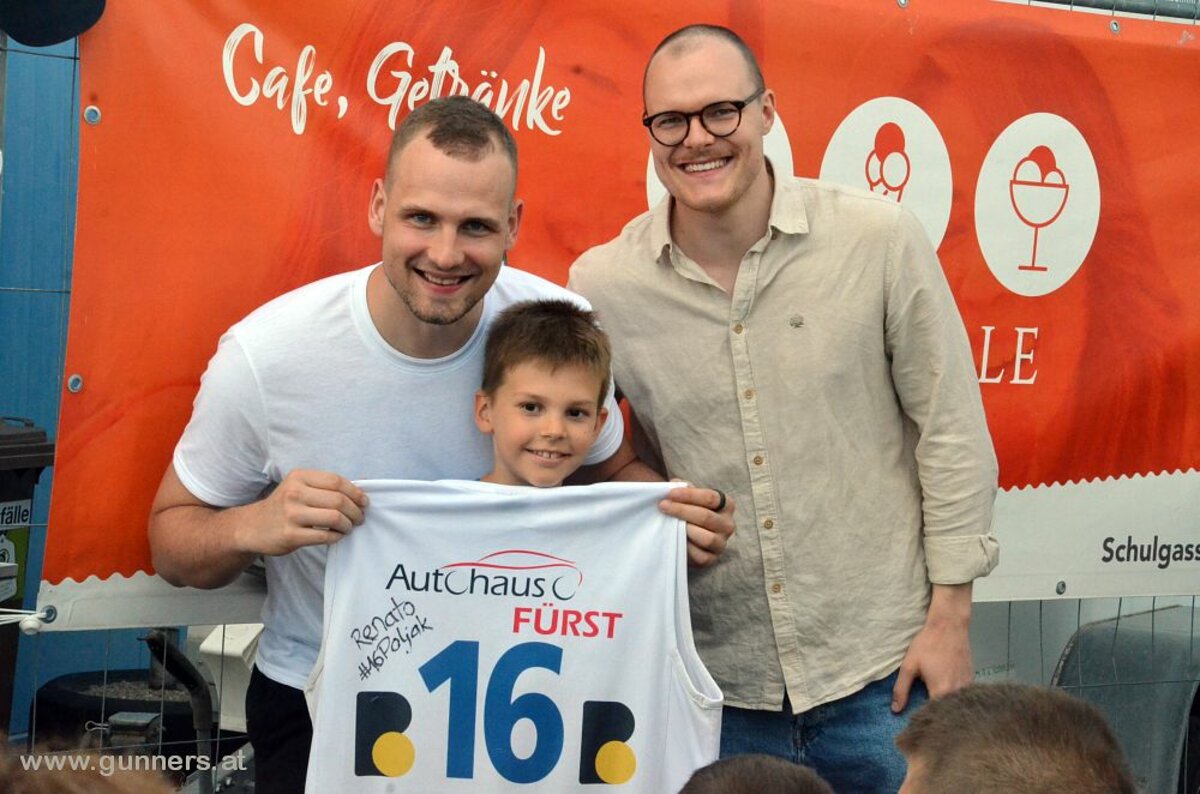 Cafe, Getränke
LE
fälle
Schulgass
Autohaus
FÜRST
Renato
#16Poljak
16
B B
www.gunners.at